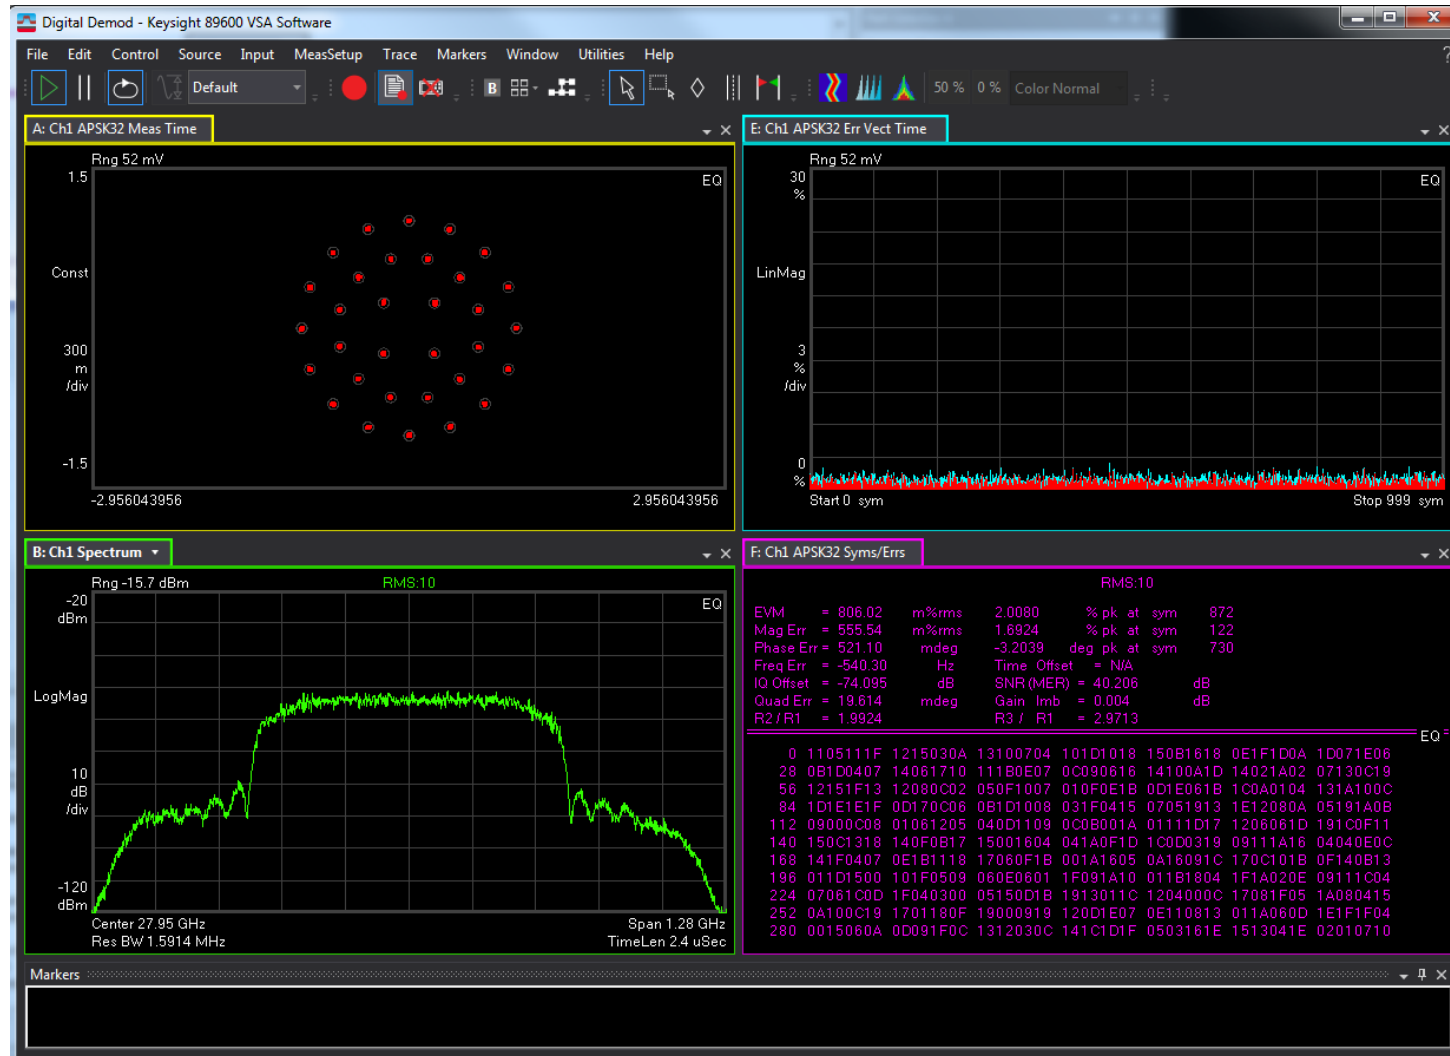 Digital Demod - Keysight 89600 VSA Software
File Edit Control Source Input MeasSetup Trace Markers Window Utilities Help ?
Default B 50 % 0 % Color Normal
A: Ch1 APSK32 Meas Time
Rng 52 mV
1.5
EQ
Const
300
m
/div
-1.5
-2.956043956 2.956043956
E: Ch1 APSK32 Err Vect Time
Rng 52 mV
30
%
EQ
LinMag
3
%
/div
0
%
Start 0 sym Stop 999 sym
B: Ch1 Spectrum
Rng -15.7 dBm RMS:10
-20
dBm
EQ
LogMag
10
dB
/div
-120
dBm
Center 27.95 GHz Span 1.28 GHz
Res BW 1.5914 MHz TimeLen 2.4 uSec
F: Ch1 APSK32 Syms/Errs
RMS:10
EVM = 806.02 m%rms 2.0080 % pk at sym 872
Mag Err = 555.54 m%rms 1.6924 % pk at sym 122
Phase Err = 521.10 mdeg -3.2039 deg pk at sym 730
Freq Err = -540.30 Hz Time Offset = N/A
IQ Offset = -74.095 dB SNR(MER) = 40.206 dB
Quad Err = 19.614 mdeg Gain Imb = 0.004 dB
R2 / R1 = 1.9924 R3 / R1 = 2.9713
EQ
0 1105111F 1215030A 13100704 101D1018 150B1618 0E1F1D0A 1D071E06
28 0B1D0407 14061710 111B0E07 0C090616 14100A1D 14021A02 07130C19
56 12151F13 12080C02 050F1007 010F0E1B 0D1E061B 1C0A0104 131A100C
84 1D1E1E1F 0D170C06 0B1D1008 031F0415 07051913 1E12080A 05191A0B
112 09000C08 01061205 040D1109 0C0B001A 01111D17 1206061D 191C0F11
140 150C1318 140F0B17 15001604 041A0F1D 1C0D0319 09111A16 04040E0C
168 141F0407 0E1B1118 17060F1B 001A1605 0A16091C 170C101B 0F140B13
196 011D1500 101F0509 060E0601 1F091A10 011B1804 1F1A020E 09111C04
224 07061C0D 1F040300 05150D1B 1913011C 1204000C 17081F05 1A080415
252 0A100C19 1701180F 19000919 120D1E07 0E110813 011A060D 1E1F1F04
280 0015060A 0D091F0C 1312030C 141C1D1F 0503161E 1513041E 02010710
Markers